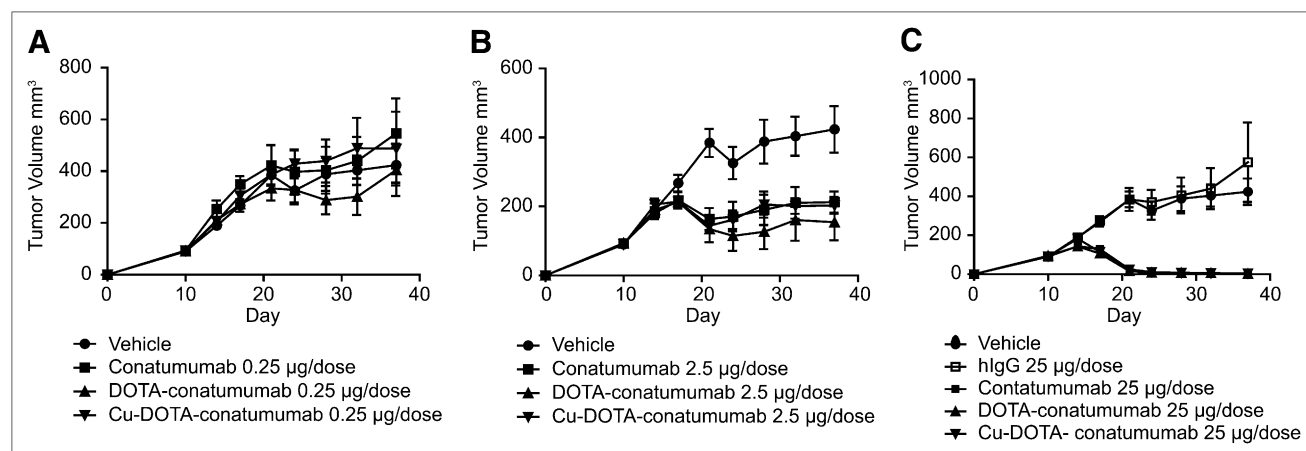 A
800
600
400
200
0
Tumor Volume mm³
0 10 20 30 40
Day
Vehicle
Conatumumab 0.25 µg/dose
DOTA-conatumumab 0.25 µg/dose
Cu-DOTA-conatumumab 0.25 µg/dose
B
600
400
200
0
Tumor Volume mm³
0 10 20 30 40
Day
Vehicle
Conatumumab 2.5 µg/dose
DOTA-conatumumab 2.5 µg/dose
Cu-DOTA-conatumumab 2.5 µg/dose
C
1000
800
600
400
200
0
Tumor Volume mm³
0 10 20 30 40
Day
Vehicle
hIgG 25 µg/dose
Contatumumab 25 µg/dose
DOTA-conatumumab 25 µg/dose
Cu-DOTA- conatumumab 25 µg/dose